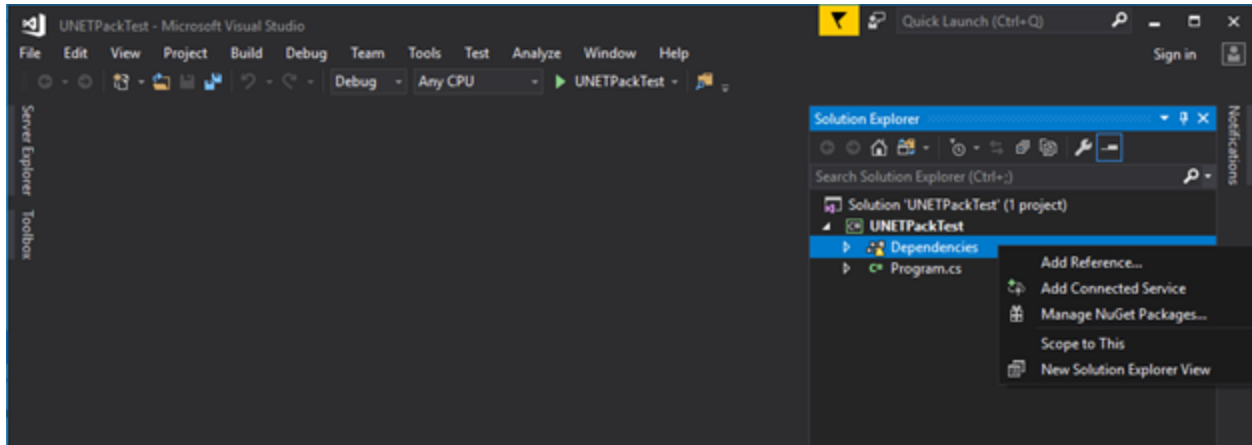 UNETPackTest - Microsoft Visual Studio
Quick Launch (Ctrl+Q)
File Edit View Project Build Debug Team Tools Test Analyze Window Help
Sign in
Debug Any CPU UNETPackTest
Server Explorer
Toolbox
Solution Explorer
Search Solution Explorer (Ctrl+;)
Solution 'UNETPackTest' (1 project)
C# UNETPackTest
Dependencies
C# Program.cs
Add Reference...
Add Connected Service
Manage NuGet Packages...
Scope to This
New Solution Explorer View
Notifications